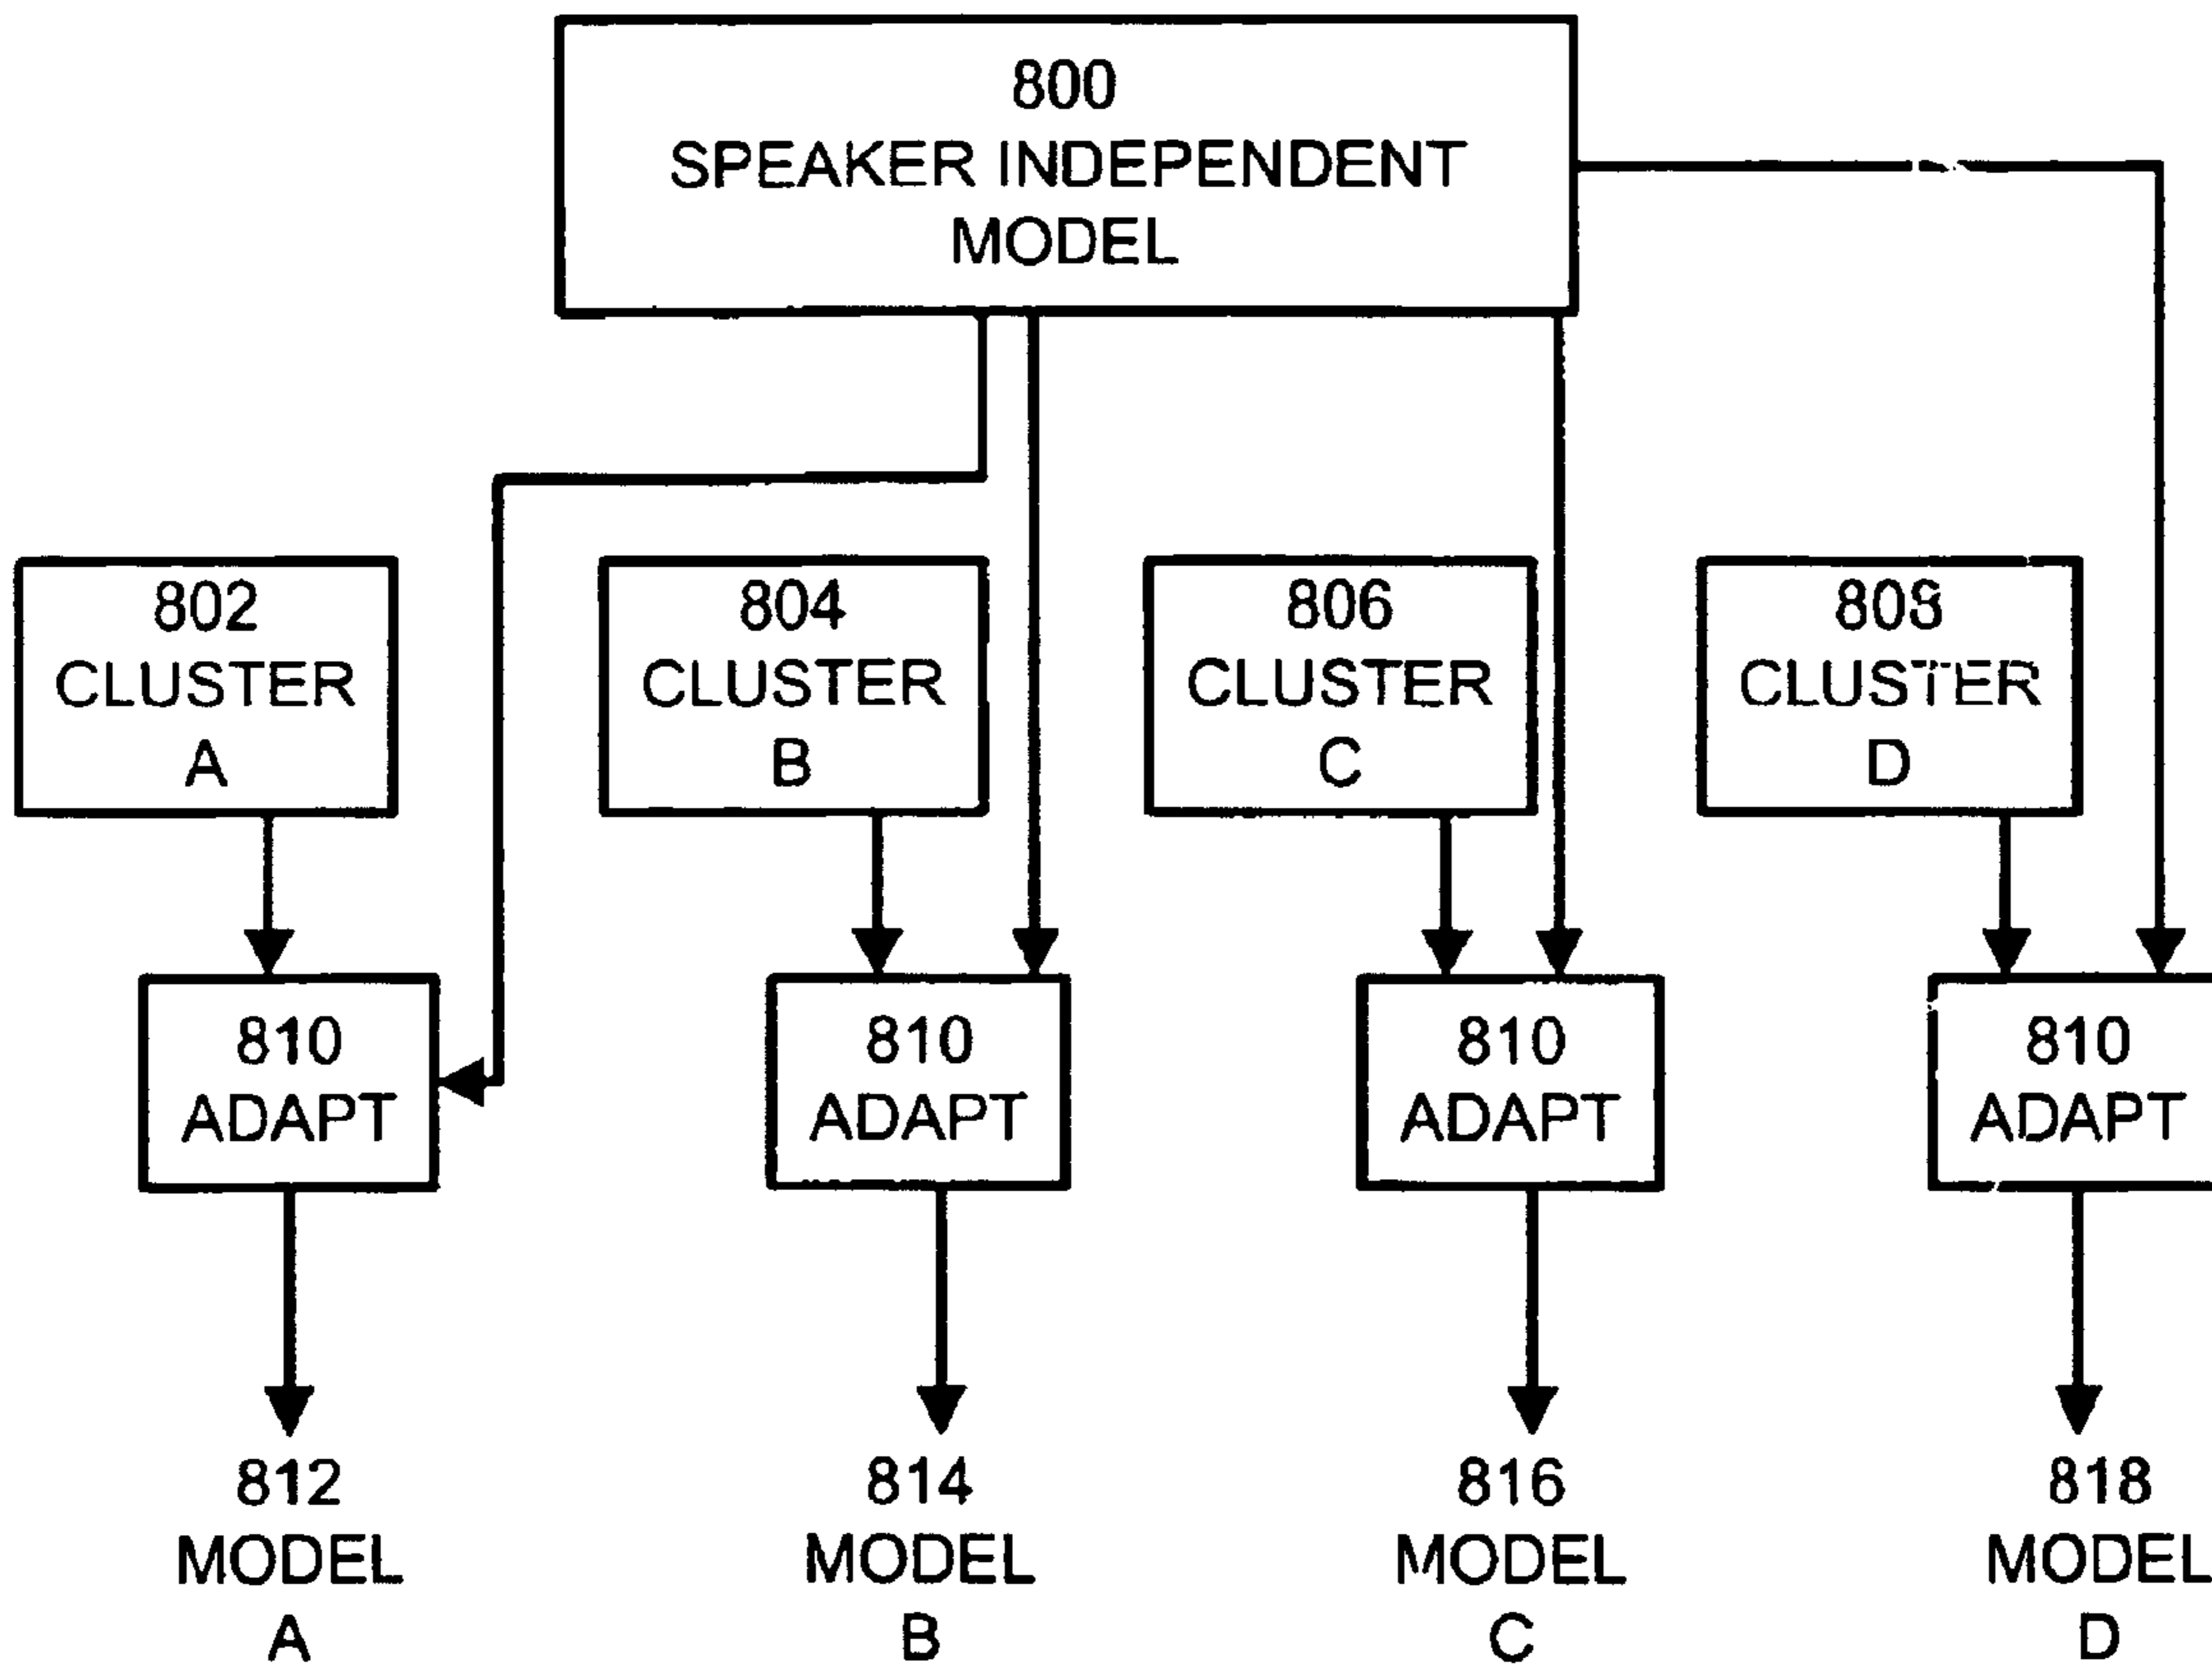 800
SPEAKER INDEPENDENT
MODEL
802
CLUSTER
A
804
CLUSTER
B
806
CLUSTER
C
808
CLUSTER
D
810
ADAPT
810
ADAPT
810
ADAPT
810
ADAPT
812
MODEL
A
814
MODEL
B
816
MODEL
C
818
MODEL
D